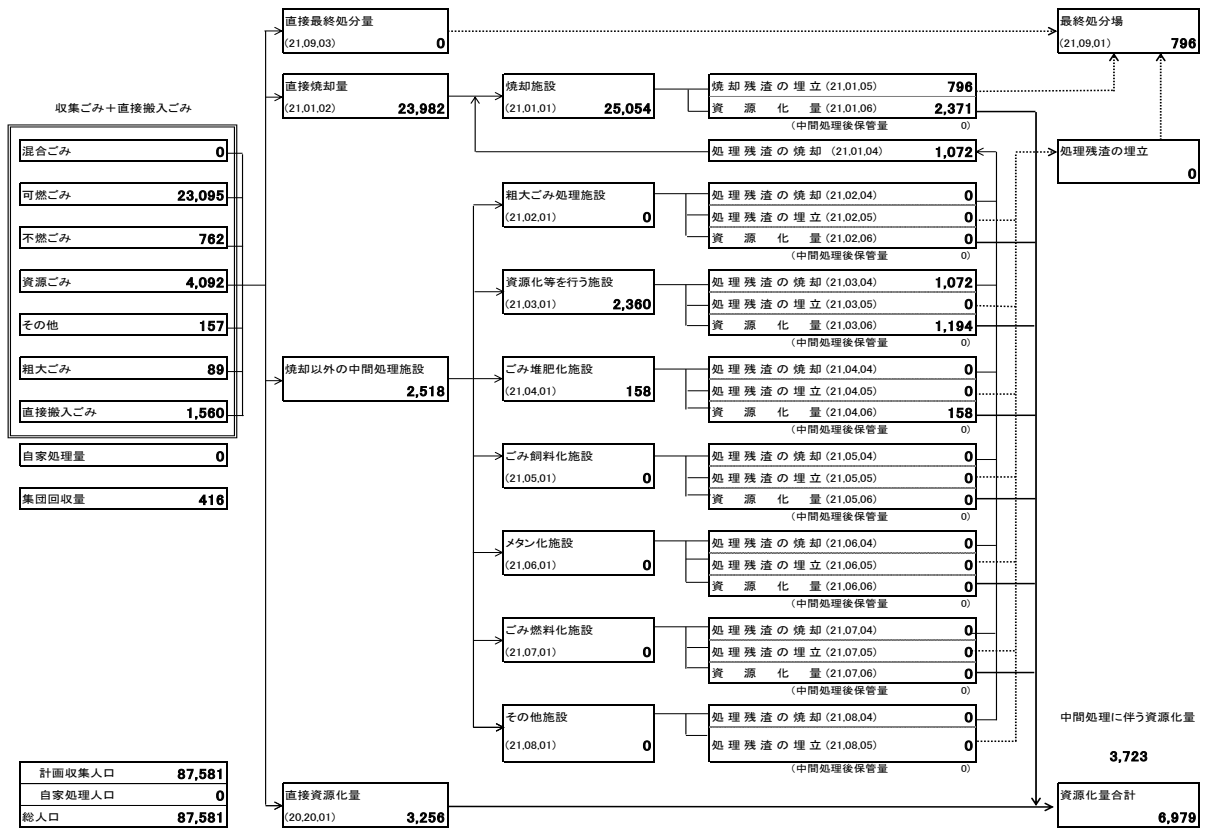 直接最終処分量
(21,09,03) 0
最終処分場
(21,09,01) 796
収集ごみ＋直接搬入ごみ
直接焼却量
(21,01,02) 23,982
焼却施設
(21,01,01) 25,054
焼却残渣の埋立 (21,01,05) 796
資源化量 (21,01,06) 2,371
（中間処理後保管量 0)
処理残渣の焼却 (21,01,04) 1,072
処理残渣の埋立
0
混合ごみ 0
可燃ごみ 23,095
不燃ごみ 762
資源ごみ 4,092
その他 157
粗大ごみ 89
直接搬入ごみ 1,560
自家処理量 0
集団回収量 416
焼却以外の中間処理施設
2,518
粗大ごみ処理施設
(21,02,01) 0
処理残渣の焼却 (21,02,04) 0
処理残渣の埋立 (21,02,05) 0
資源化量 (21,02,06) 0
（中間処理後保管量 0)
資源化等を行う施設
(21,03,01) 2,360
処理残渣の焼却 (21,03,04) 1,072
処理残渣の埋立 (21,03,05) 0
資源化量 (21,03,06) 1,194
（中間処理後保管量 0)
ごみ堆肥化施設
(21,04,01) 158
処理残渣の焼却 (21,04,04) 0
処理残渣の埋立 (21,04,05) 0
資源化量 (21,04,06) 158
（中間処理後保管量 0)
ごみ飼料化施設
(21,05,01) 0
処理残渣の焼却 (21,05,04) 0
処理残渣の埋立 (21,05,05) 0
資源化量 (21,05,06) 0
（中間処理後保管量 0)
メタン化施設
(21,06,01) 0
処理残渣の焼却 (21,06,04) 0
処理残渣の埋立 (21,06,05) 0
資源化量 (21,06,06) 0
（中間処理後保管量 0)
ごみ燃料化施設
(21,07,01) 0
処理残渣の焼却 (21,07,04) 0
処理残渣の埋立 (21,07,05) 0
資源化量 (21,07,06) 0
（中間処理後保管量 0)
その他施設
(21,08,01) 0
処理残渣の焼却 (21,08,04) 0
処理残渣の埋立 (21,08,05) 0
（中間処理後保管量 0)
中間処理に伴う資源化量
3,723
計画収集人口 87,581
自家処理人口 0
総人口 87,581
直接資源化量
(20,20,01) 3,256
資源化量合計
6,979